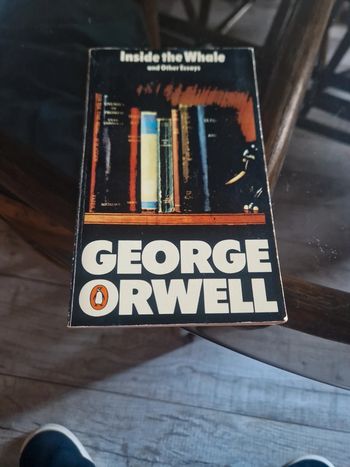 Inside the Whale
and Other Essays
GEORGE
ORWELL